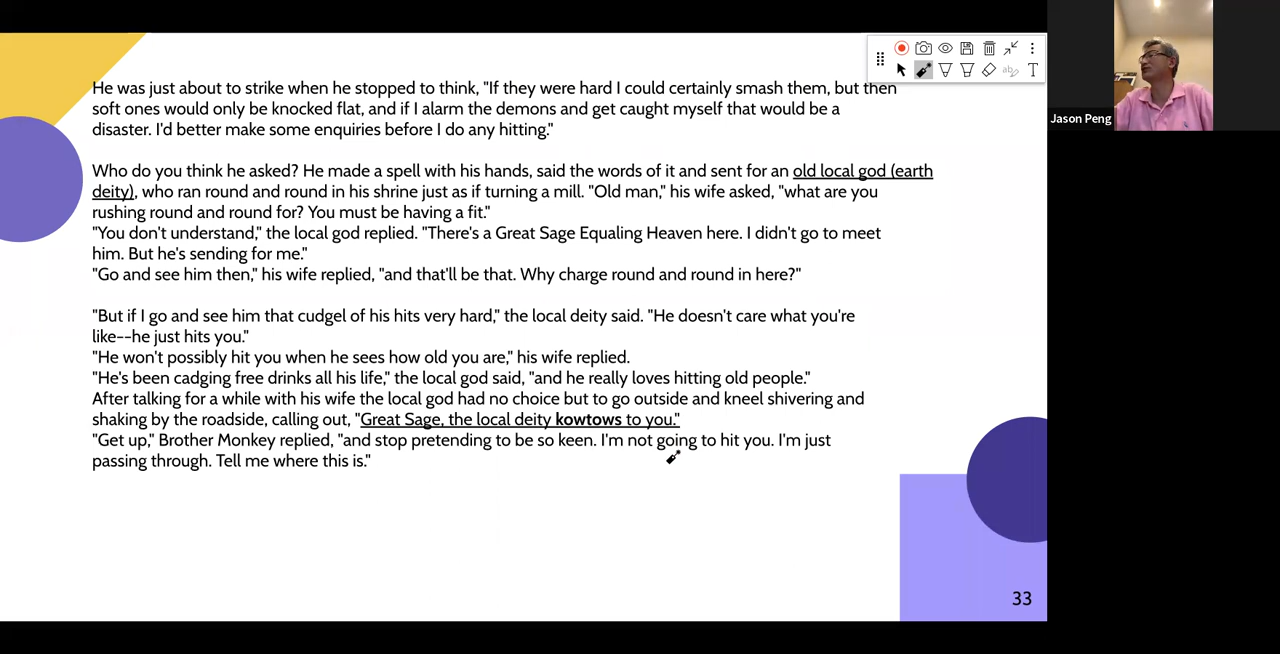 He was just about to strike when he stopped to think, "If they were hard I could certainly smash them, but then
soft ones would only be knocked flat, and if I alarm the demons and get caught myself that would be a
disaster. I'd better make some enquiries before I do any hitting."
Who do you think he asked? He made a spell with his hands, said the words of it and sent for an old local god (earth
deity), who ran round and round in his shrine just as if turning a mill. "Old man," his wife asked, "what are you
rushing round and round for? You must be having a fit."
"You don't understand," the local god replied. "There's a Great Sage Equaling Heaven here. I didn't go to meet
him. But he's sending for me."
"Go and see him then," his wife replied, "and that'll be that. Why charge round and round in here?"
"But if I go and see him that cudgel of his hits very hard," the local deity said. "He doesn't care what you're
like--he just hits you."
"He won't possibly hit you when he sees how old you are," his wife replied.
"He's been cadging free drinks all his life," the local god said, "and he really loves hitting old people."
After talking for a while with his wife the local god had no choice but to go outside and kneel shivering and
shaking by the roadside, calling out, "Great Sage, the local deity kowtows to you."
"Get up," Brother Monkey replied, "and stop pretending to be so keen. I'm not going to hit you. I'm just
passing through. Tell me where this is."
33
ab
T
Jason Peng